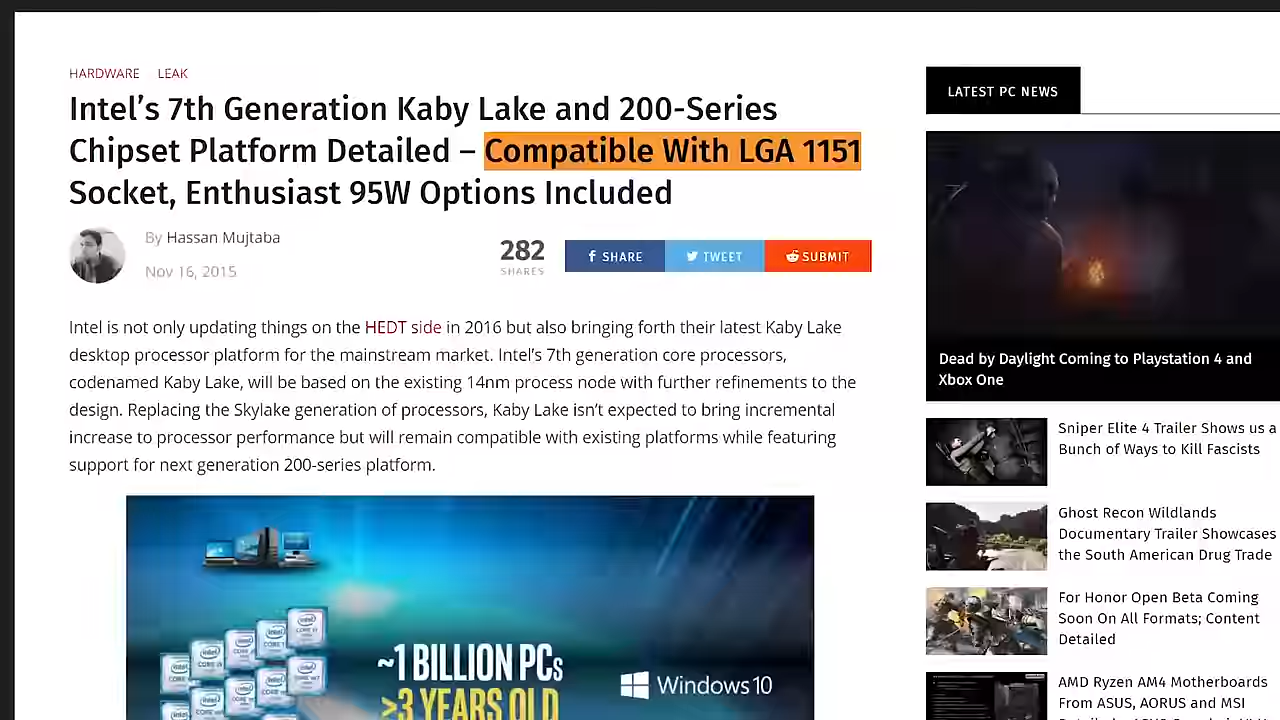 HARDWARE LEAK
Intel's 7th Generation Kaby Lake and 200-Series
Chipset Platform Detailed – Compatible With LGA 1151
Socket, Enthusiast 95W Options Included
By Hassan Mujtaba
Nov 16, 2015
282
SHARES
SHARE
TWEET
SUBMIT
Intel is not only updating things on the HEDT side in 2016 but also bringing forth their latest Kaby Lake
desktop processor platform for the mainstream market. Intel's 7th generation core processors,
codenamed Kaby Lake, will be based on the existing 14nm process node with further refinements to the
design. Replacing the Skylake generation of processors, Kaby Lake isn't expected to bring incremental
increase to processor performance but will remain compatible with existing platforms while featuring
support for next generation 200-series platform.
~1 BILLION PCs
3 YEARS OLD
Windows 10
LATEST PC NEWS
Dead by Daylight Coming to Playstation 4 and
Xbox One
Sniper Elite 4 Trailer Shows us a
Bunch of Ways to Kill Fascists
Ghost Recon Wildlands
Documentary Trailer Showcases
the South American Drug Trade
For Honor Open Beta Coming
Soon On All Formats; Content
Detailed
AMD Ryzen AM4 Motherboards
From ASUS, AORUS and MSI